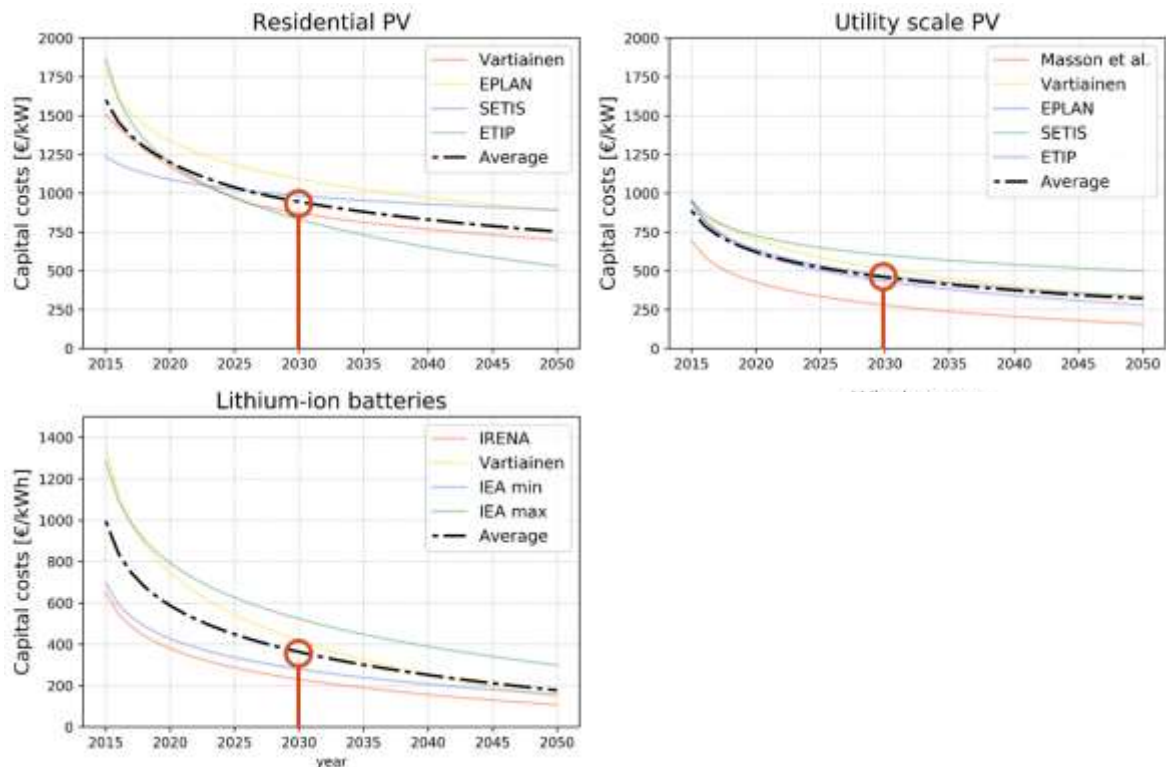 Residential PV
Capital costs [€/kW]
2000
1750
1500
1250
1000
750
500
250
0
2015 2020 2025 2030 2035 2040 2045 2050
Vartiainen
EPLAN
SETIS
ETIP
Average
Utility scale PV
Capital costs [€/kW]
2000
1750
1500
1250
1000
750
500
250
0
2015 2020 2025 2030 2035 2040 2045 2050
Masson et al.
Vartiainen
EPLAN
SETIS
ETIP
Average
Lithium-ion batteries
Capital costs [€/kWh]
1400
1200
1000
800
600
400
200
0
2015 2020 2025 2030 2035 2040 2045 2050
year
IRENA
Vartiainen
IEA min
IEA max
Average